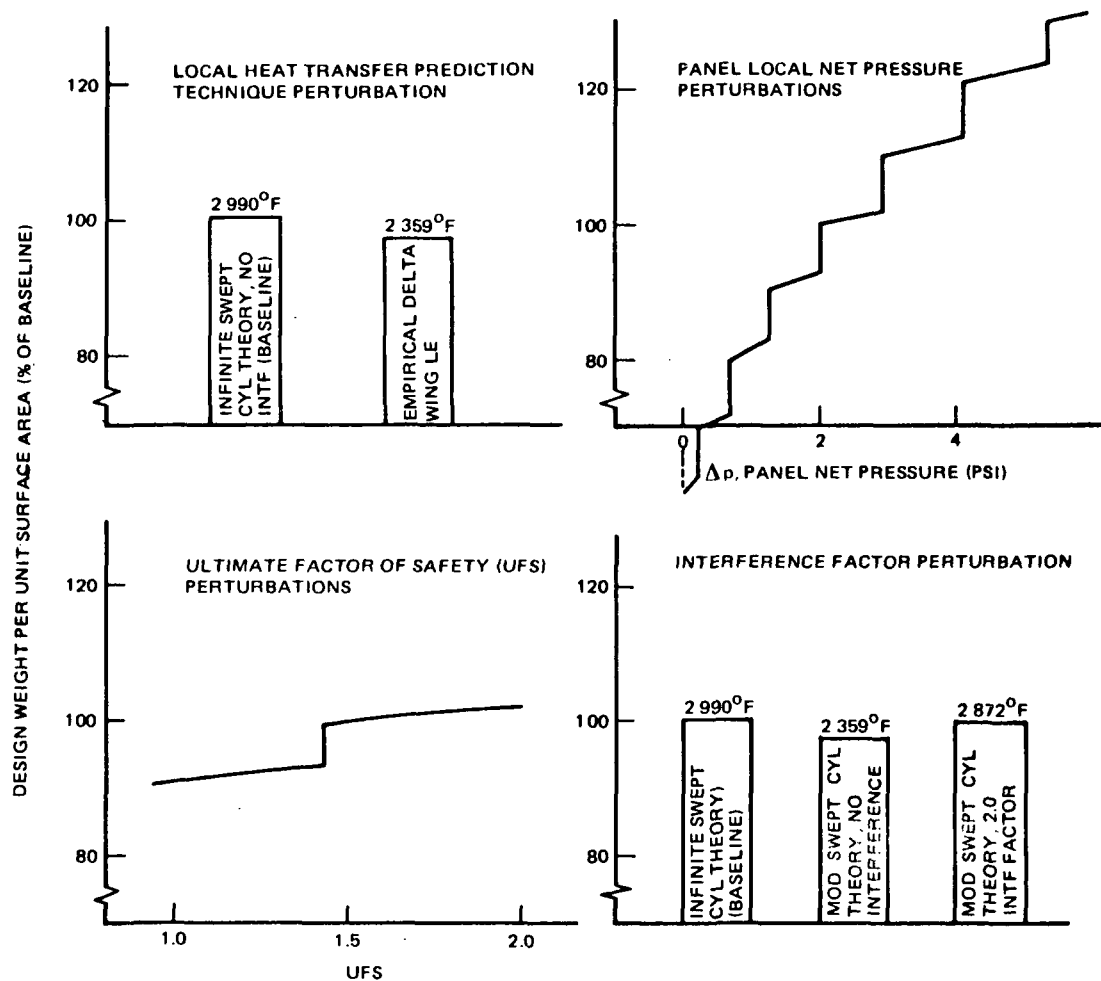 DESIGN WEIGHT PER UNIT SURFACE AREA (% OF BASELINE)
LOCAL HEAT TRANSFER PREDICTION
TECHNIQUE PERTURBATION
120
100
80
2 990°F
INFINITE SWEPT
CYL THEORY, NO
INTF (BASELINE)
2 359°F
EMPIRICAL DELTA
WING LE
PANEL LOCAL NET PRESSURE
PERTURBATIONS
120
100
80
0
2
4
Δp, PANEL NET PRESSURE (PSI)
ULTIMATE FACTOR OF SAFETY (UFS)
PERTURBATIONS
120
100
80
1.0
1.5
2.0
UFS
INTERFERENCE FACTOR PERTURBATION
120
100
80
2 990°F
INFINITE SWEPT
CYL THEORY)
(BASELINE)
2 359°F
MOD SWEPT CYL
THEORY, NO
INTERFERENCE
2 872°F
MOD SWEPT CYL
THEORY, 2.0
INTF FACTOR